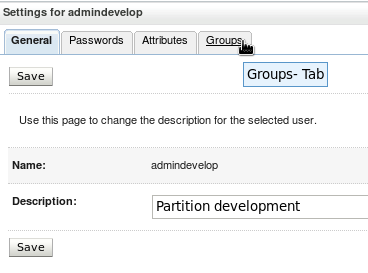 Settings for admindevelop
General Passwords Attributes Groups
Save
Groups- Tab
Use this page to change the description for the selected user.
Name: admindevelop
Description: Partition development
Save